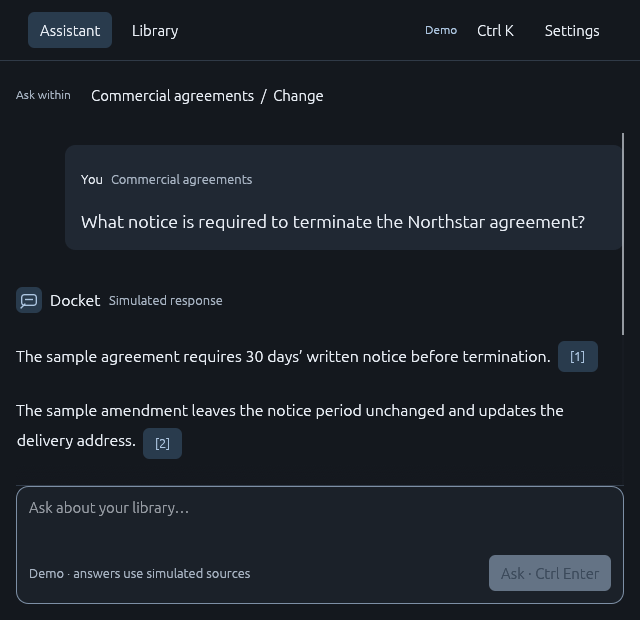 Assistant Library Demo Ctrl K Settings
Ask within Commercial agreements / Change
You Commercial agreements
What notice is required to terminate the Northstar agreement?
Docket Simulated response
The sample agreement requires 30 days’ written notice before termination. [1]
The sample amendment leaves the notice period unchanged and updates the
delivery address. [2]
Ask about your library…
Demo · answers use simulated sources Ask · Ctrl Enter